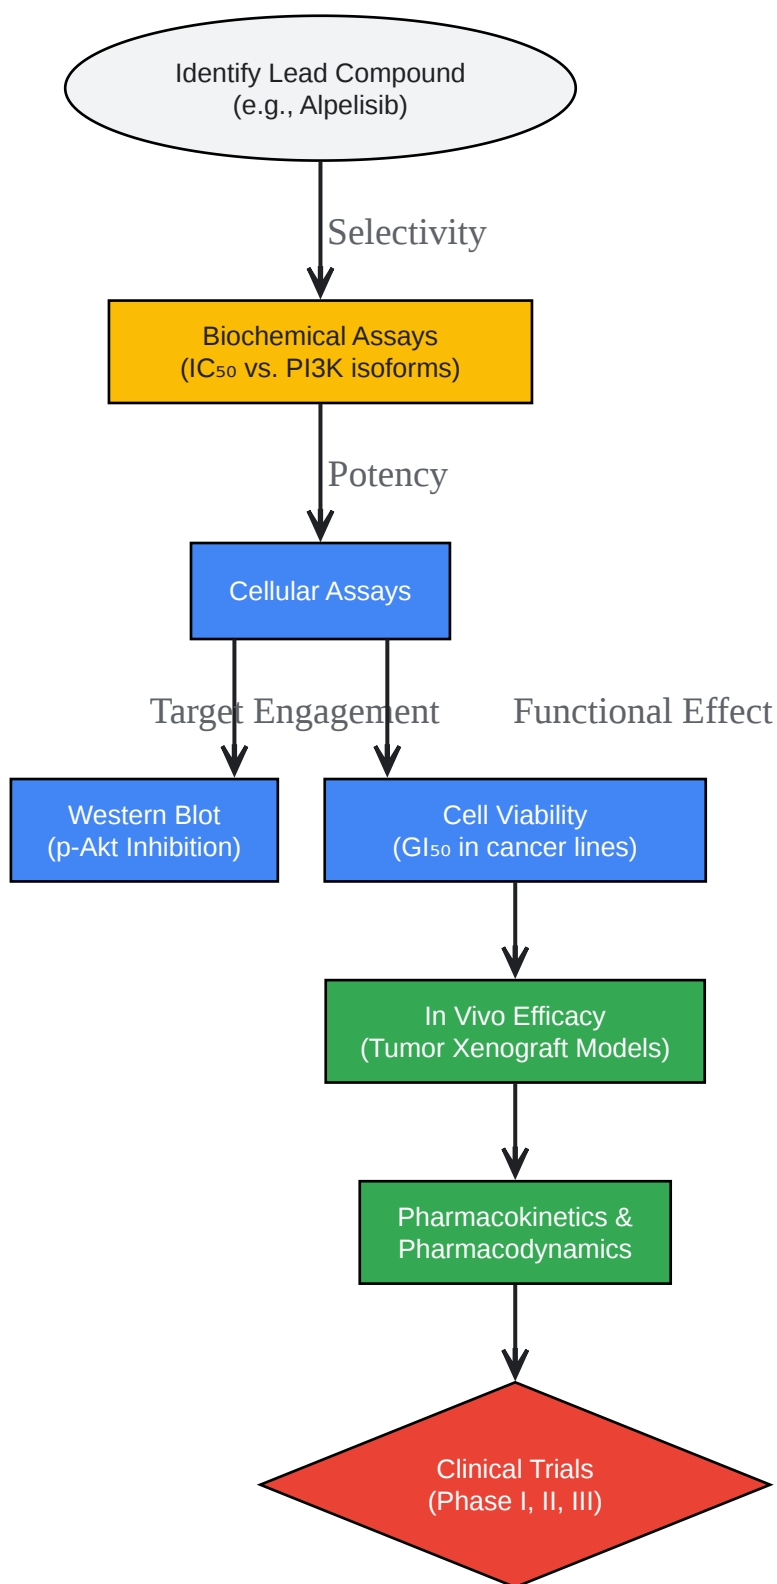 Identify Lead Compound
(e.g., Alpelisib)
Selectivity
Biochemical Assays
(IC₅₀ vs. PI3K isoforms)
Potency
Cellular Assays
Target Engagement
Functional Effect
Western Blot
(p-Akt Inhibition)
Cell Viability
(GI₅₀ in cancer lines)
In Vivo Efficacy
(Tumor Xenograft Models)
Pharmacokinetics &
Pharmacodynamics
Clinical Trials
(Phase I, II, III)